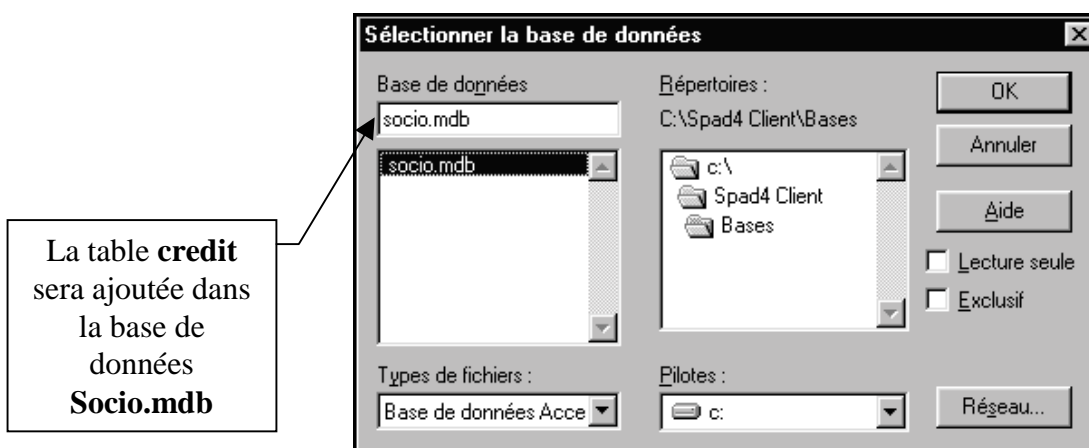 Sélectionner la base de données
Base de données
socio.mdb
socio.mdb
Types de fichiers :
Base de données Acce
Répertoires :
C:\Spad4 Client\Bases
c:\
Spad4 Client
Bases
Pilotes :
c:
OK
Annuler
Aide
Lecture seule
Exclusif
Réseau...
La table credit
sera ajoutée dans
la base de
données
Socio.mdb